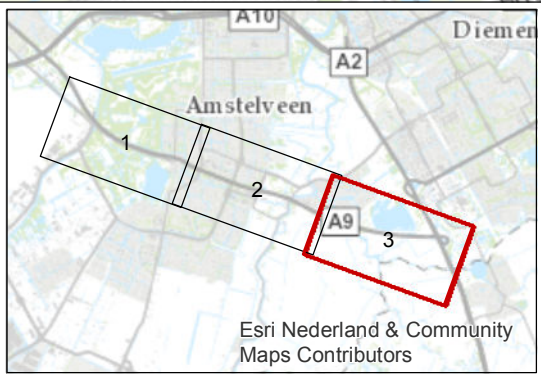 A10
Diemen
A2
Amstelveen
1
2
A9
3
Esri Nederland & Community
Maps Contributors